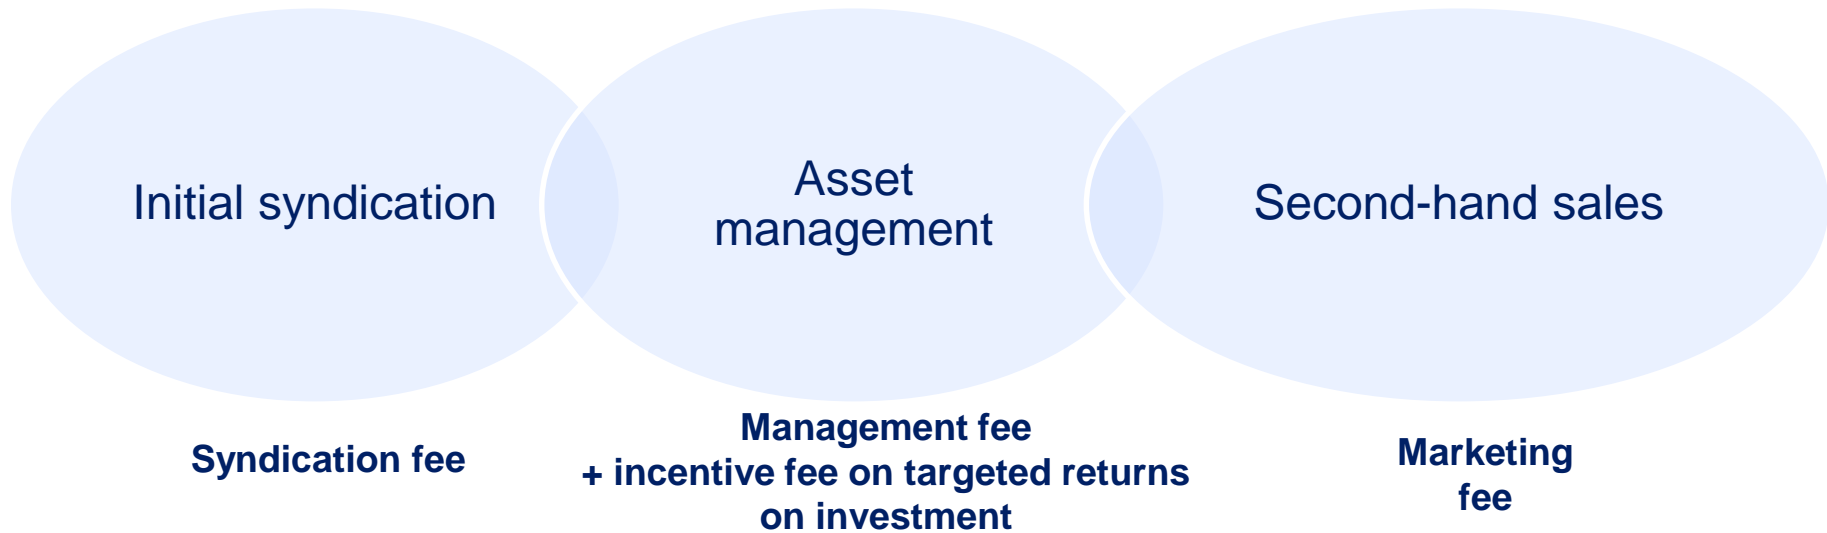 Initial syndication
Asset
management
Second-hand sales
Syndication fee
Management fee
+ incentive fee on targeted returns
on investment
Marketing
fee